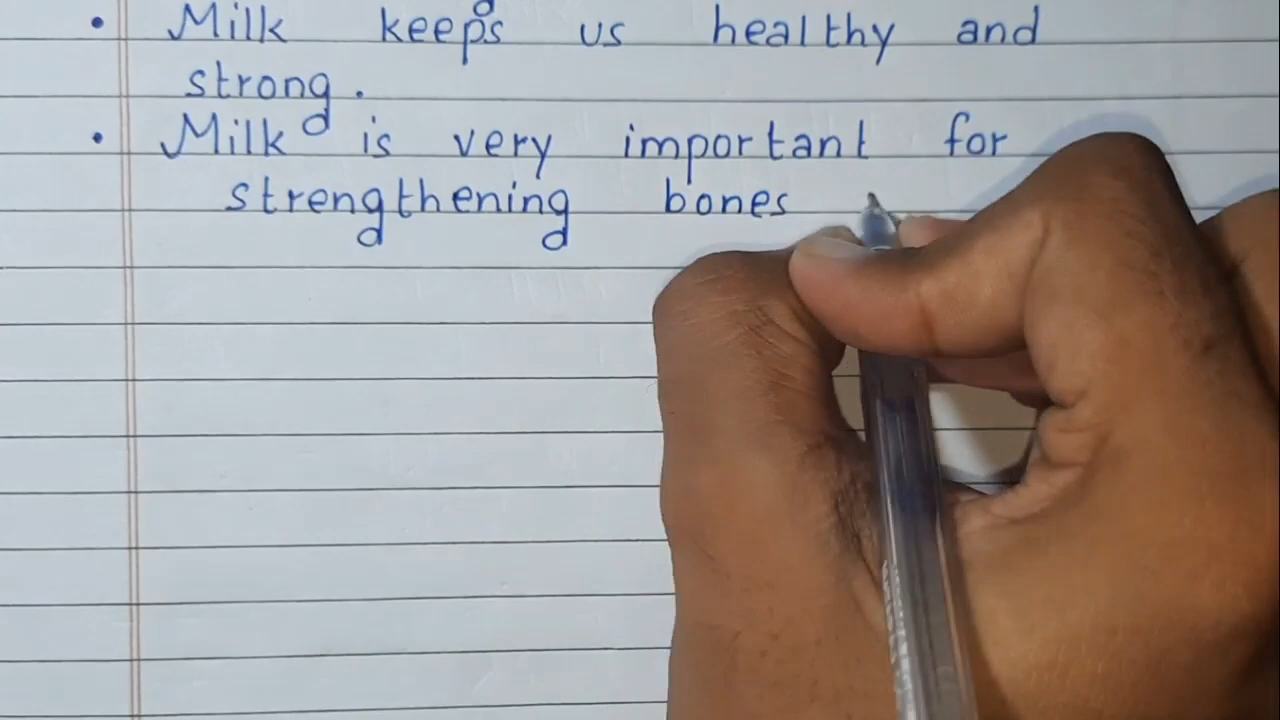 • Milk keeps us healthy and
strong.
• Milk is very important for
strengthening bones